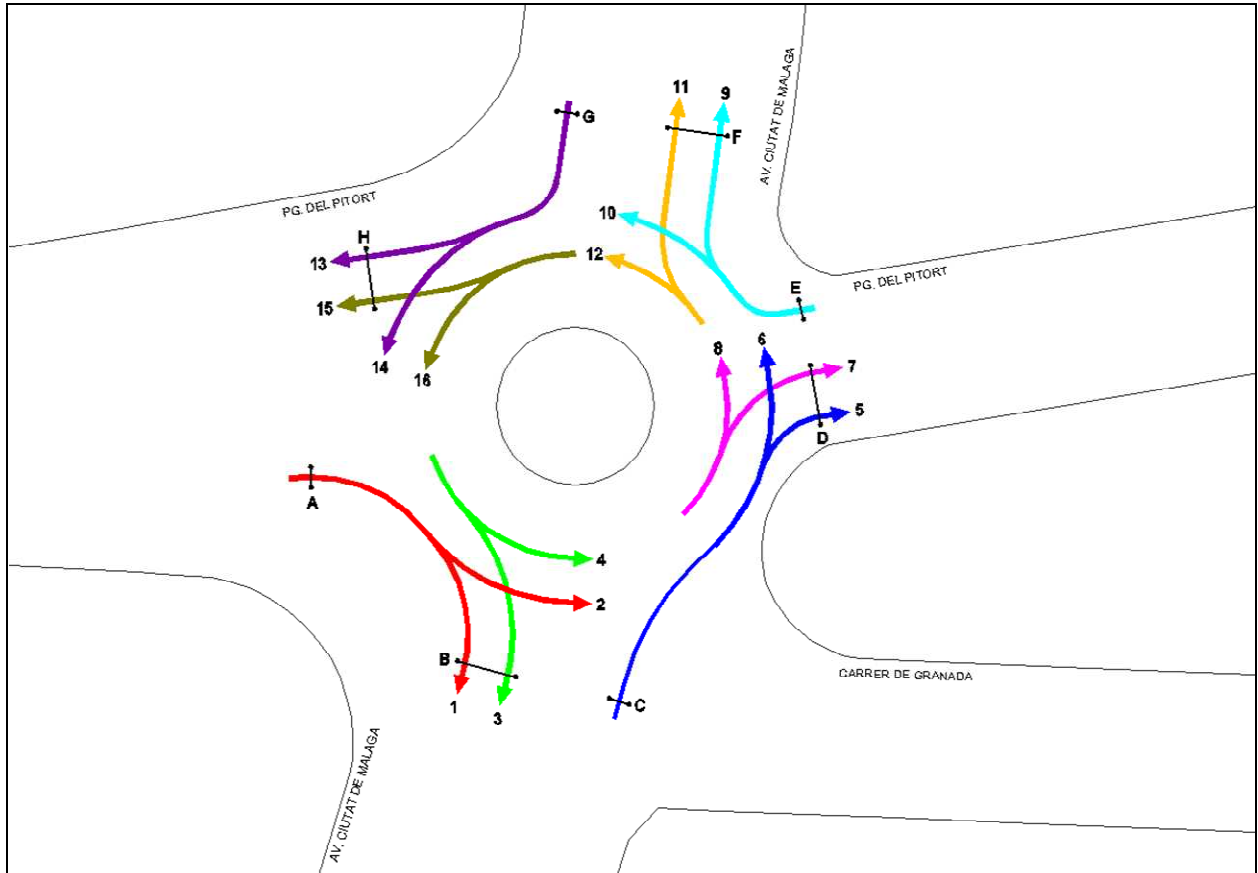 11
9
G
F
AV. CIUTAT DE MALAGA
PG. DEL PITORT
10
H
12
13
PG. DEL PITORT
E
15
6
8
14
16
7
5
D
A
4
2
B
1
3
C
CARRER DE GRANADA
AV. CIUTAT DE MALAGA